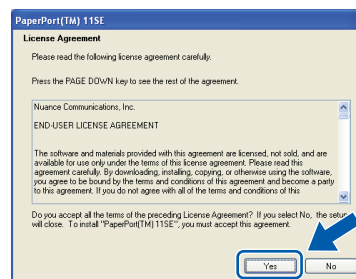 PaperPort(TM) 11SE
License Agreement
Please read the following license agreement carefully.
Press the PAGE DOWN key to see the rest of the agreement.
Nuance Communications, Inc.
END-USER LICENSE AGREEMENT
The software and materials provided with this agreement are licensed, not sold, and are
available for use only under the terms of this license agreement. Please read this
agreement carefully. By downloading, installing, copying, or otherwise using the software,
you agree to be bound by the terms and conditions of this agreement and become a party
to this agreement. If you do not agree with all of the terms and conditions of this
Do you accept all the terms of the preceding License Agreement? If you select No, the setup
will close. To install "PaperPort(TM) 11SE", you must accept this agreement.
Yes
No